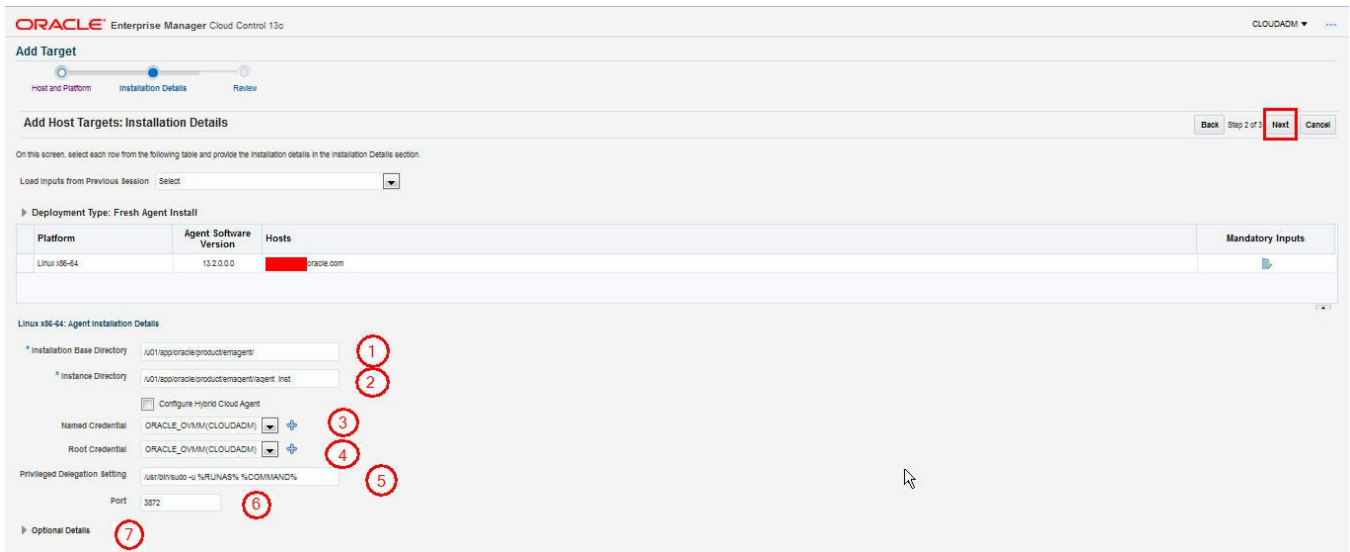 ORACLE Enterprise Manager Cloud Control 13c
CLOUDADM
Add Target
Host and Platform Installation Details Review
Add Host Targets: Installation Details
Back Step 2 of 3 Next Cancel
On this screen, select each row from the following table and provide the installation details in the Installation Details section.
Load Inputs from Previous Session Select
Deployment Type: Fresh Agent Install
Platform Agent Software Version Hosts Mandatory Inputs
Linux x86-64 13.2.0.0.0 oracle.com
Linux x86-64: Agent Installation Details
* Installation Base Directory /u01/app/oracle/product/emagent/ 1
* Instance Directory /u01/app/oracle/product/emagent//agent_inst 2
Configure Hybrid Cloud Agent
Named Credential ORACLE_OVMM(CLOUDADM) 3
Root Credential ORACLE_OVMM(CLOUDADM) 4
Privileged Delegation Setting /usr/bin/sudo -u %RUNAS% %COMMAND% 5
Port 3872 6
Optional Details 7